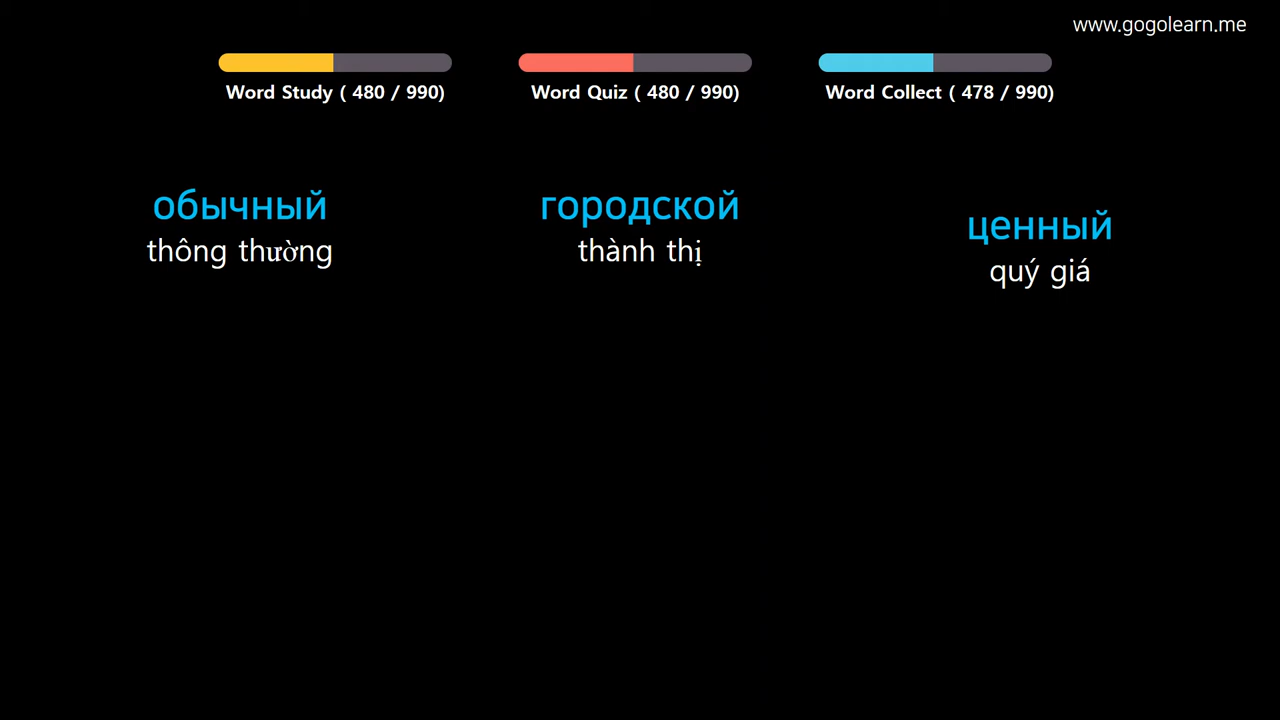 www.gogolearn.me
Word Study ( 480 / 990)
Word Quiz ( 480 / 990)
Word Collect ( 478 / 990)
обычный
thông thường
городской
thành thị
ценный
quý giá